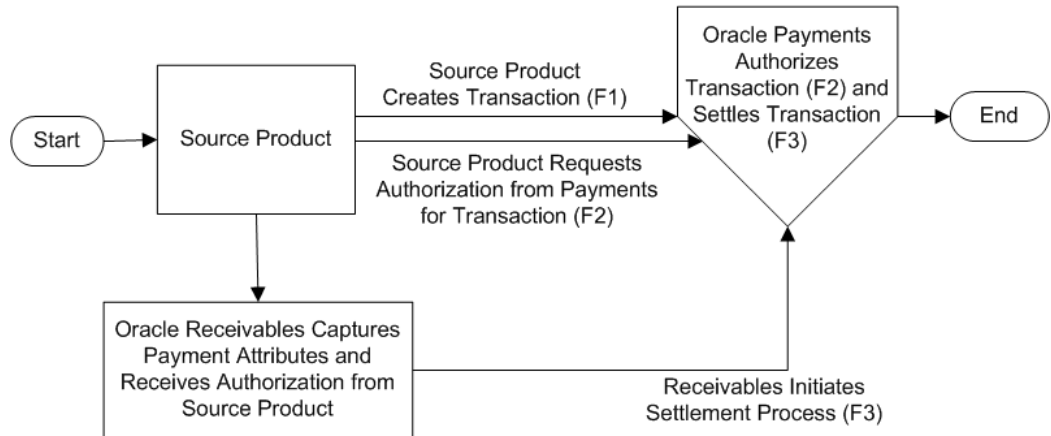 Start
Source Product
Source Product
Creates Transaction (F1)
Source Product Requests
Authorization from Payments
for Transaction (F2)
Oracle Payments
Authorizes
Transaction (F2) and
Settles Transaction
(F3)
End
Oracle Receivables Captures
Payment Attributes and
Receives Authorization from
Source Product
Receivables Initiates
Settlement Process (F3)